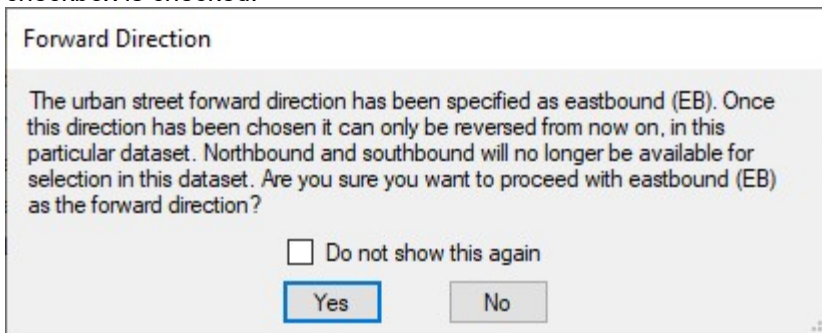 Forward Direction
The urban street forward direction has been specified as eastbound (EB). Once
this direction has been chosen it can only be reversed from now on, in this
particular dataset. Northbound and southbound will no longer be available for
selection in this dataset. Are you sure you want to proceed with eastbound (EB)
as the forward direction?
Do not show this again
Yes No